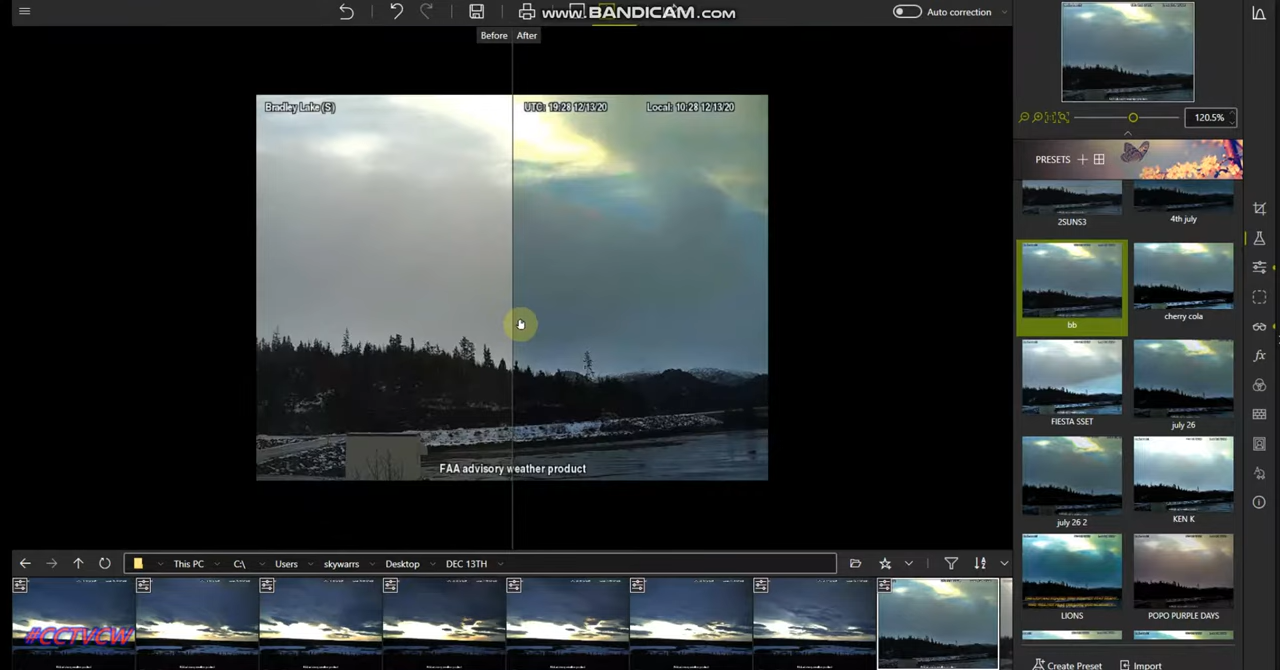 www.BANDICAM.com
Auto correction
Before After
Bradley Lake (S)
UTC: 19:28 12/13/20
Local: 10:28 12/13/20
FAA advisory weather product
120.5%
PRESETS
2SUNS3
4th july
bb
cherry cola
FIESTA SSET
july 26
july 26 2
KEN K
LIONS
POPO PURPLE DAYS
Create Preset
Import
This PC
C:\
Users
skywarrs
Desktop
DEC 13TH
#CCTVCW